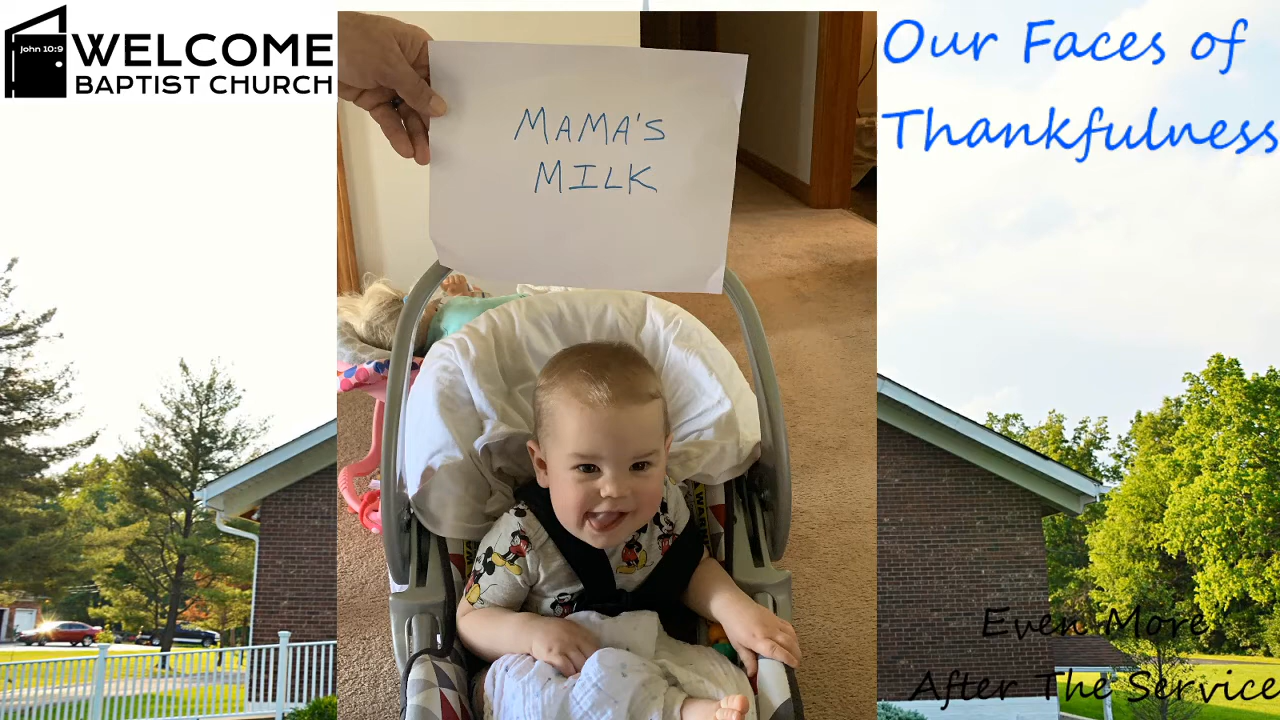 John 10:9
WELCOME
BAPTIST CHURCH
MAMA'S
MILK
Our Faces of
Thankfulness
Even More
After The Service